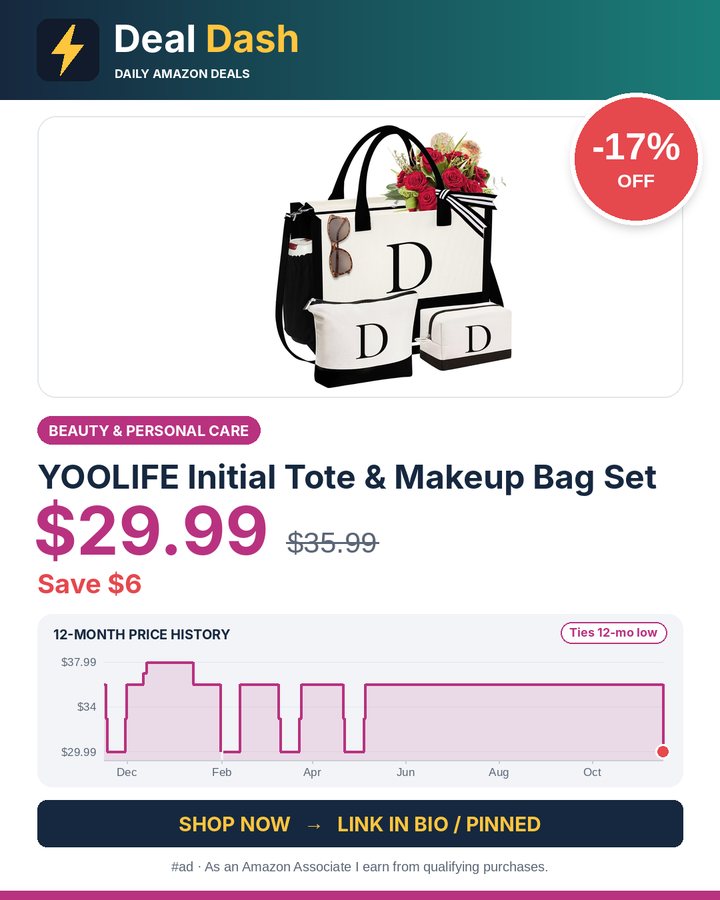 Deal Dash
DAILY AMAZON DEALS
-17%
OFF
D
D
D
BEAUTY & PERSONAL CARE
YOOLIFE Initial Tote & Makeup Bag Set
$29.99 $35.99
Save $6
12-MONTH PRICE HISTORY
Ties 12-mo low
$37.99
$34
$29.99
Dec Feb Apr Jun Aug Oct
SHOP NOW → LINK IN BIO / PINNED
#ad · As an Amazon Associate I earn from qualifying purchases.